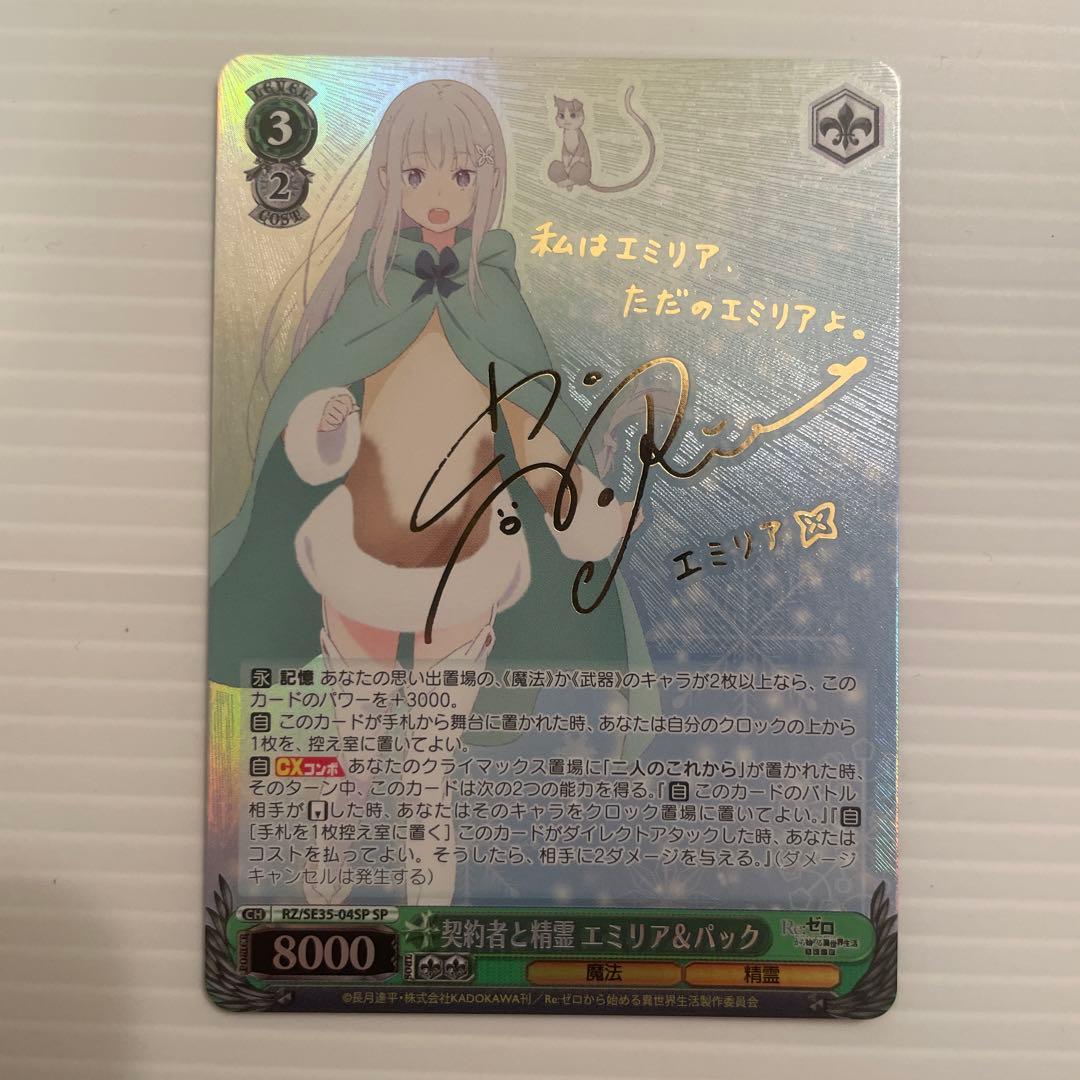 LEVEL
3
2
COST
私はエミリア、
ただのエミリアよ。
エミリア
永 記憶 あなたの思い出置場の、《魔法》か《武器》のキャラが2枚以上なら、この
カードのパワーを+3000。
自 このカードが手札から舞台に置かれた時、あなたは自分のクロックの上から
1枚を、控え室に置いてよい。
自 CXコンボ あなたのクライマックス置場に「二人のこれから」が置かれた時、
そのターン中、このカードは次の2つの能力を得る。『自 このカードのバトル
相手がした時、あなたはそのキャラをクロック置場に置いてよい。』『自
[手札を1枚控え室に置く] このカードがダイレクトアタックした時、あなたは
コストを払ってよい。そうしたら、相手に2ダメージを与える。』(ダメージ
キャンセルは発生する)
CH RZ/SE35-04SP SP
POWER 8000 SOUL 契約者と精霊 エミリア&パック Re:ゼロ
から始める異世界生活
魔法 精霊
©長月達平・株式会社KADOKAWA刊/Re:ゼロから始める異世界生活製作委員会